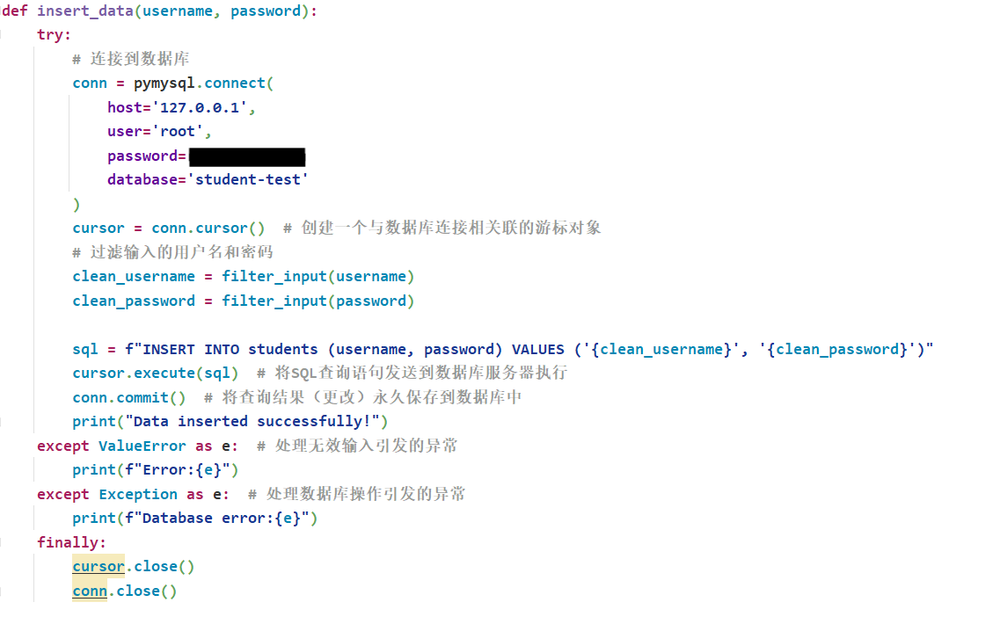 def insert_data(username, password):
    try:
        # 连接到数据库
        conn = pymysql.connect(
            host='127.0.0.1',
            user='root',
            password=
            database='student-test'
        )
        cursor = conn.cursor()  # 创建一个与数据库连接相关联的游标对象
        # 过滤输入的用户名和密码
        clean_username = filter_input(username)
        clean_password = filter_input(password)
        sql = f"INSERT INTO students (username, password) VALUES ('{clean_username}', '{clean_password}')"
        cursor.execute(sql)  # 将SQL查询语句发送到数据库服务器执行
        conn.commit()  # 将查询结果（更改）永久保存到数据库中
        print("Data inserted successfully!")
    except ValueError as e:  # 处理无效输入引发的异常
        print(f"Error:{e}")
    except Exception as e:  # 处理数据库操作引发的异常
        print(f"Database error:{e}")
    finally:
        cursor.close()
        conn.close()